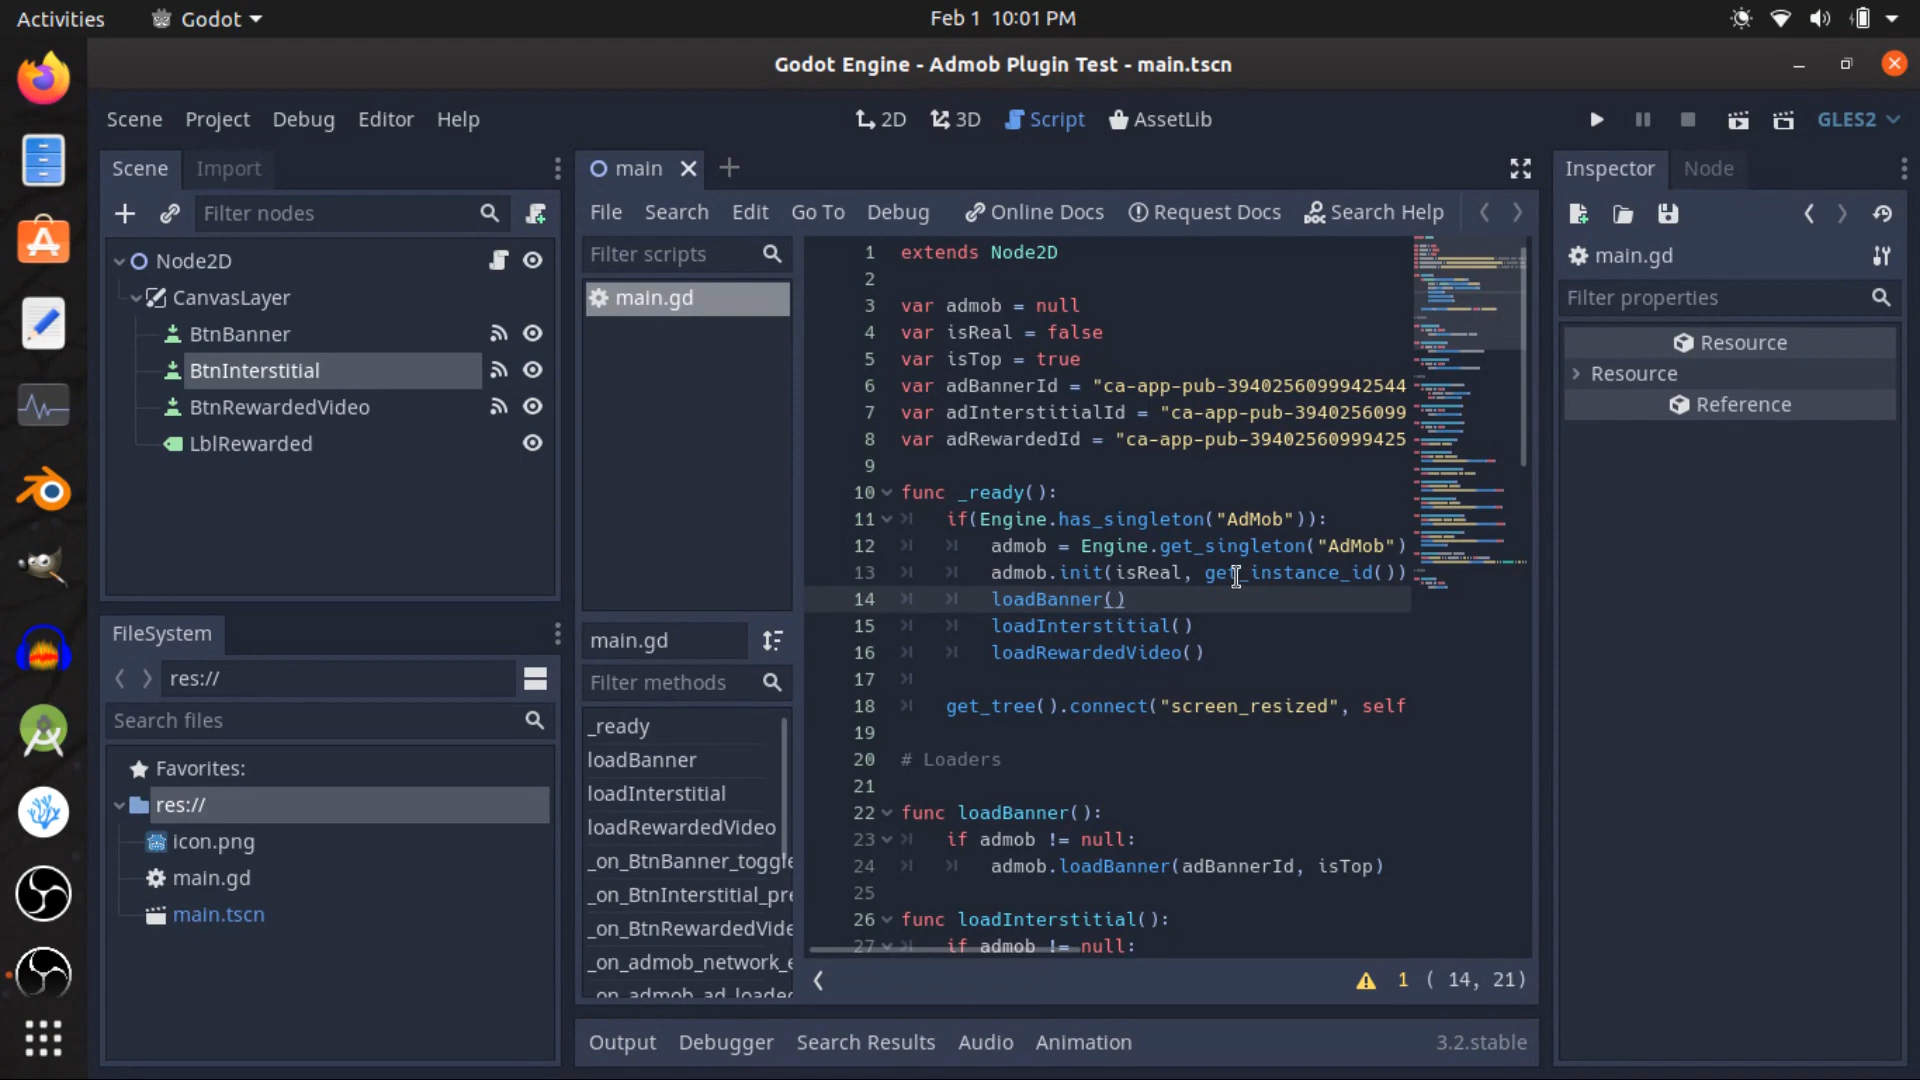 Activities
Godot
Feb 1 10:01 PM
Godot Engine - Admob Plugin Test - main.tscn
Scene Project Debug Editor Help
2D 3D Script AssetLib
GLES2
Scene Import
Filter nodes
Node2D
CanvasLayer
BtnBanner
BtnInterstitial
BtnRewardedVideo
LblRewarded
FileSystem
res://
Search files
Favorites:
res://
icon.png
main.gd
main.tscn
main
File Search Edit Go To Debug Online Docs Request Docs Search Help
Filter scripts
main.gd
main.gd
Filter methods
_ready
loadBanner
loadInterstitial
loadRewardedVideo
_on_BtnBanner_toggle
_on_BtnInterstitial_pre
_on_BtnRewardedVide
_on_admob_network_e
_on_admob_ad_loaded
1 extends Node2D
2
3 var admob = null
4 var isReal = false
5 var isTop = true
6 var adBannerId = "ca-app-pub-3940256099942544
7 var adInterstitialId = "ca-app-pub-3940256099
8 var adRewardedId = "ca-app-pub-39402560999425
9
10 func _ready():
11 if(Engine.has_singleton("AdMob")):
12 admob = Engine.get_singleton("AdMob")
13 admob.init(isReal, get_instance_id())
14 loadBanner()
15 loadInterstitial()
16 loadRewardedVideo()
17
18 get_tree().connect("screen_resized", self
19
20 # Loaders
21
22 func loadBanner():
23 if admob != null:
24 admob.loadBanner(adBannerId, isTop)
25
26 func loadInterstitial():
27 if admob != null:
1 ( 14, 21)
Output Debugger Search Results Audio Animation
3.2.stable
Inspector Node
main.gd
Filter properties
Resource
Resource
Reference